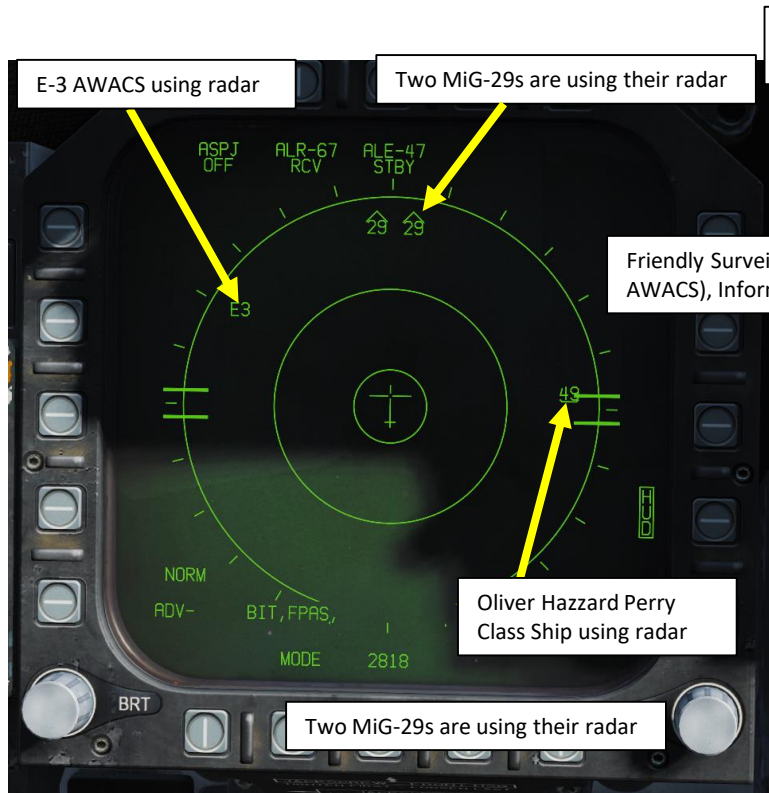 E-3 AWACS using radar
Two MiG-29s are using their radar
ASPJ ALR-67 ALE-47
OFF RCV STBY
29 29
Friendly Survei
AWACS), Inforr
E3
49
HUD
NORM
ADV- BIT,FPAS,
Oliver Hazzard Perry
Class Ship using radar
MODE 2818
BRT
Two MiG-29s are using their radar